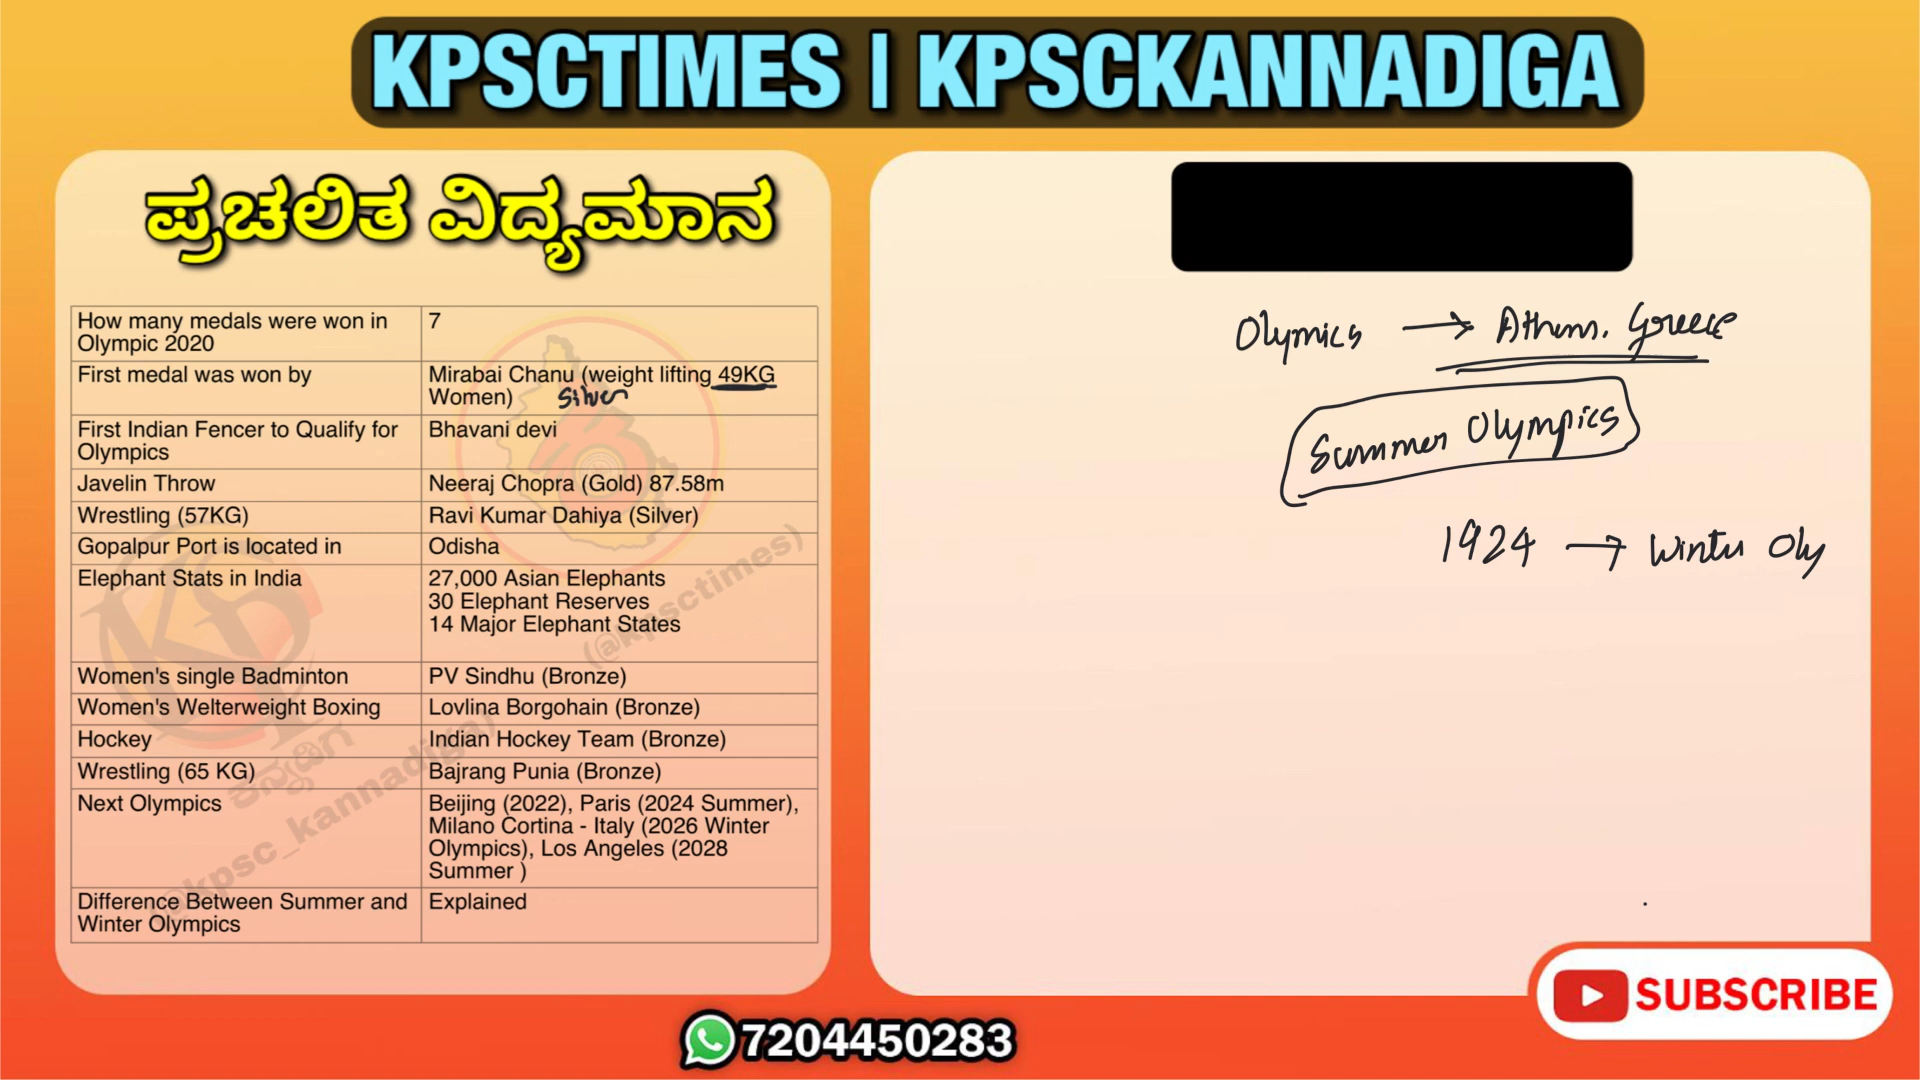 KPSCTIMES | KPSCKANNADIGA
ಪ್ರಚಲಿತ ವಿದ್ಯಮಾನ
How many medals were won in Olympic 2020 7
First medal was won by Mirabai Chanu (weight lifting 49KG Women) Silver
First Indian Fencer to Qualify for Olympics Bhavani devi
Javelin Throw Neeraj Chopra (Gold) 87.58m
Wrestling (57KG) Ravi Kumar Dahiya (Silver)
Gopalpur Port is located in Odisha
Elephant Stats in India 27,000 Asian Elephants
30 Elephant Reserves
14 Major Elephant States
Women's single Badminton PV Sindhu (Bronze)
Women's Welterweight Boxing Lovlina Borgohain (Bronze)
Hockey Indian Hockey Team (Bronze)
Wrestling (65 KG) Bajrang Punia (Bronze)
Next Olympics Beijing (2022), Paris (2024 Summer),
Milano Cortina - Italy (2026 Winter
Olympics), Los Angeles (2028
Summer )
Difference Between Summer and Winter Olympics Explained
(@kpsctimes)
ಕನ್ನಡಿಗ
(@kpsc_kannadiga)
Olymics → Athens. Greece
Summer Olympics
1924 → Winter Oly
SUBSCRIBE
7204450283